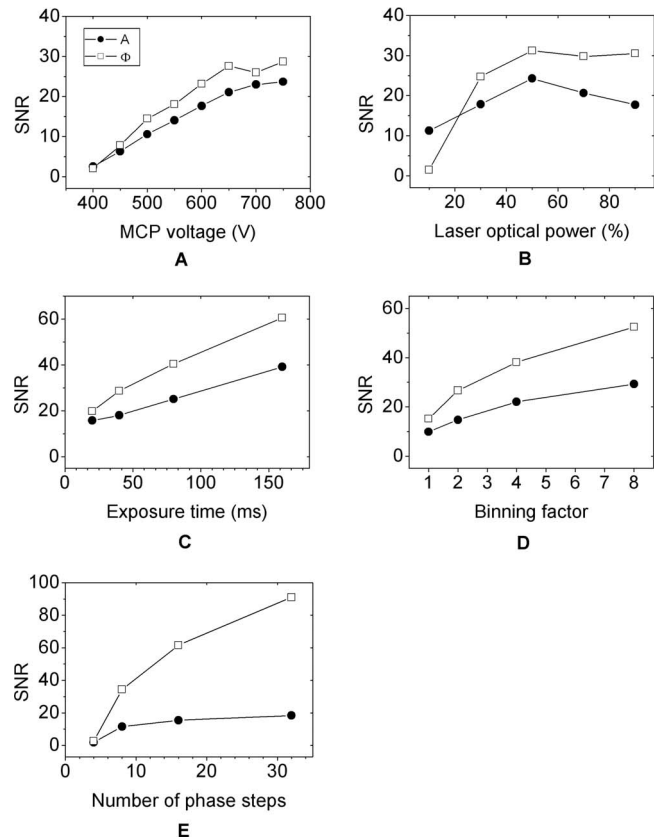 40
30
20
10
0
SNR
A
Φ
400 500 600 700 800
MCP voltage (V)
A
40
30
20
10
0
SNR
20 40 60 80
Laser optical power (%)
B
60
40
20
0
SNR
0 50 100 150
Exposure time (ms)
C
60
40
20
0
SNR
1 2 3 4 5 6 7 8
Binning factor
D
100
80
60
40
20
0
SNR
0 10 20 30
Number of phase steps
E